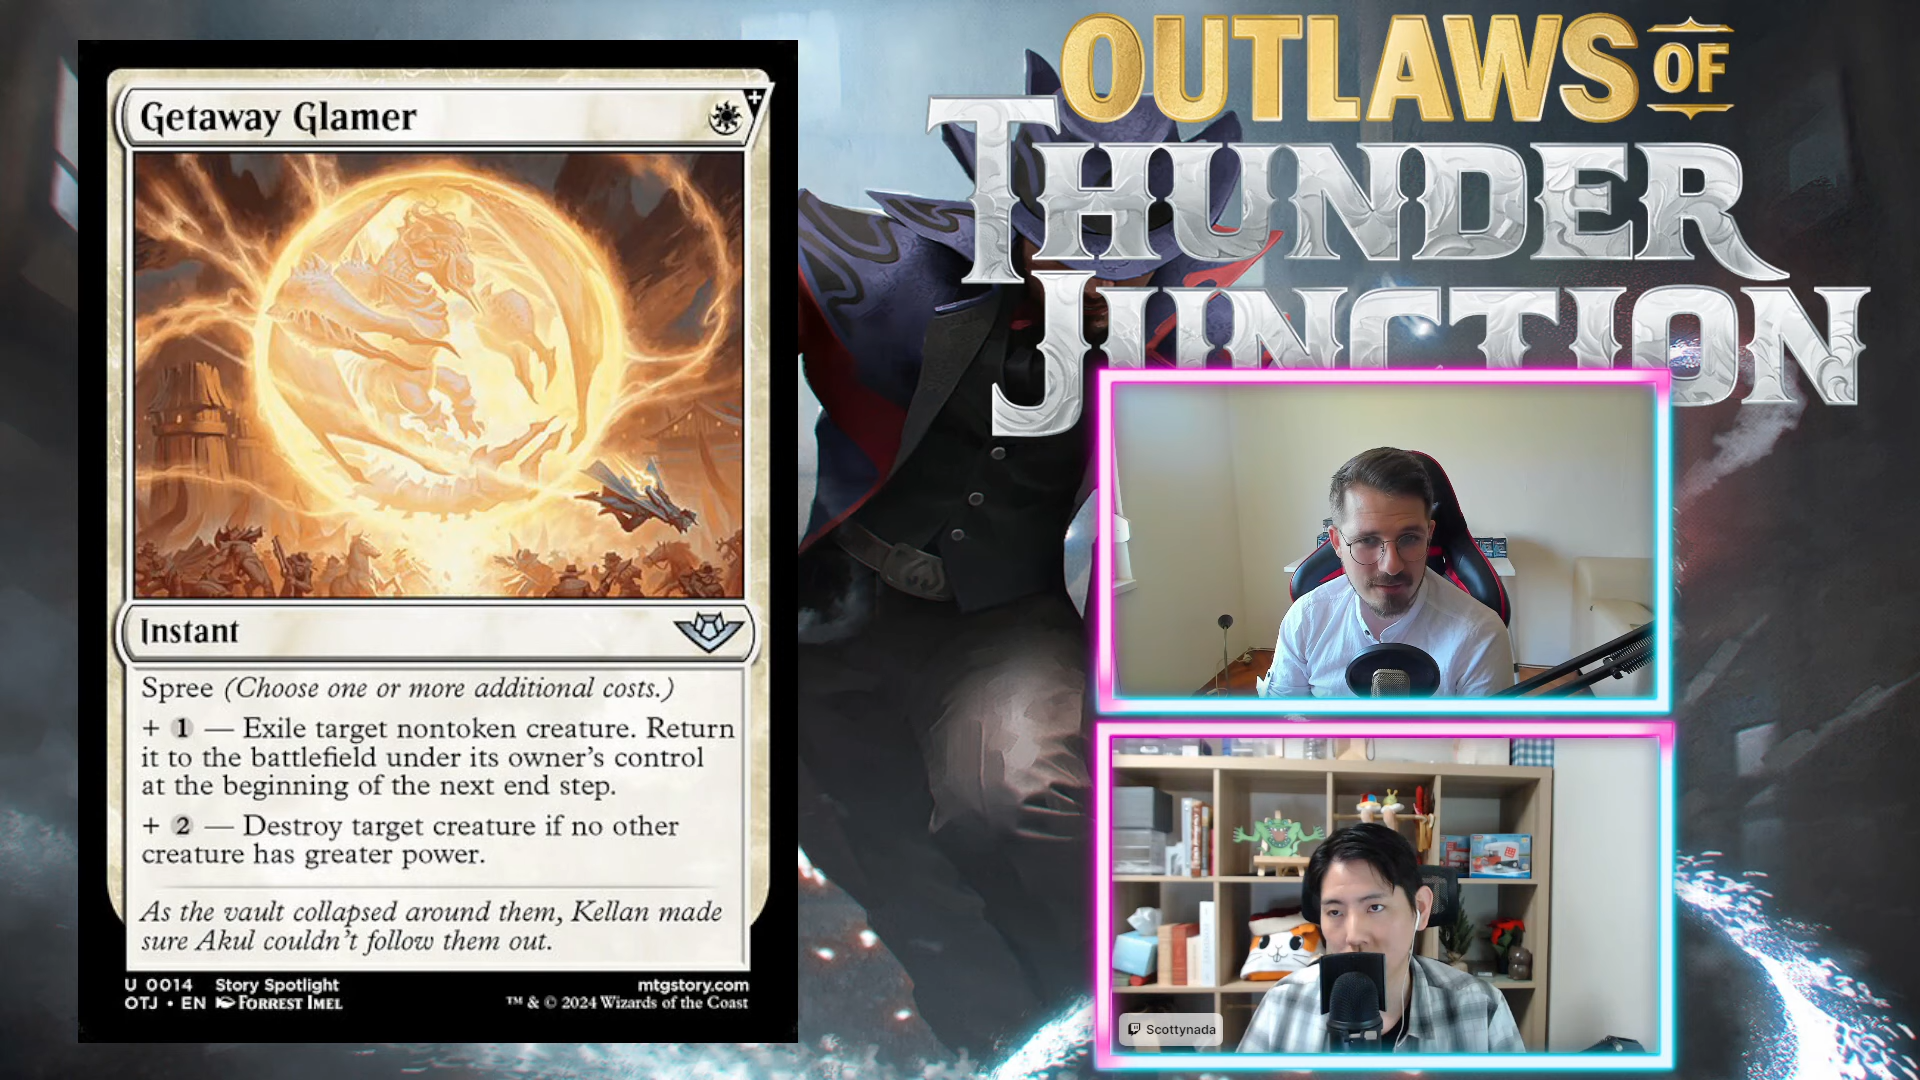 Getaway Glamer
Instant
Spree (Choose one or more additional costs.)
+ 1 — Exile target nontoken creature. Return
it to the battlefield under its owner's control
at the beginning of the next end step.
+ 2 — Destroy target creature if no other
creature has greater power.
As the vault collapsed around them, Kellan made
sure Akul couldn't follow them out.
U 0014 Story Spotlight
OTJ • EN FORREST IMEL
mtgstory.com
™ & © 2024 Wizards of the Coast
OUTLAWS OF
THUNDER
JUNCTION
Scottynada